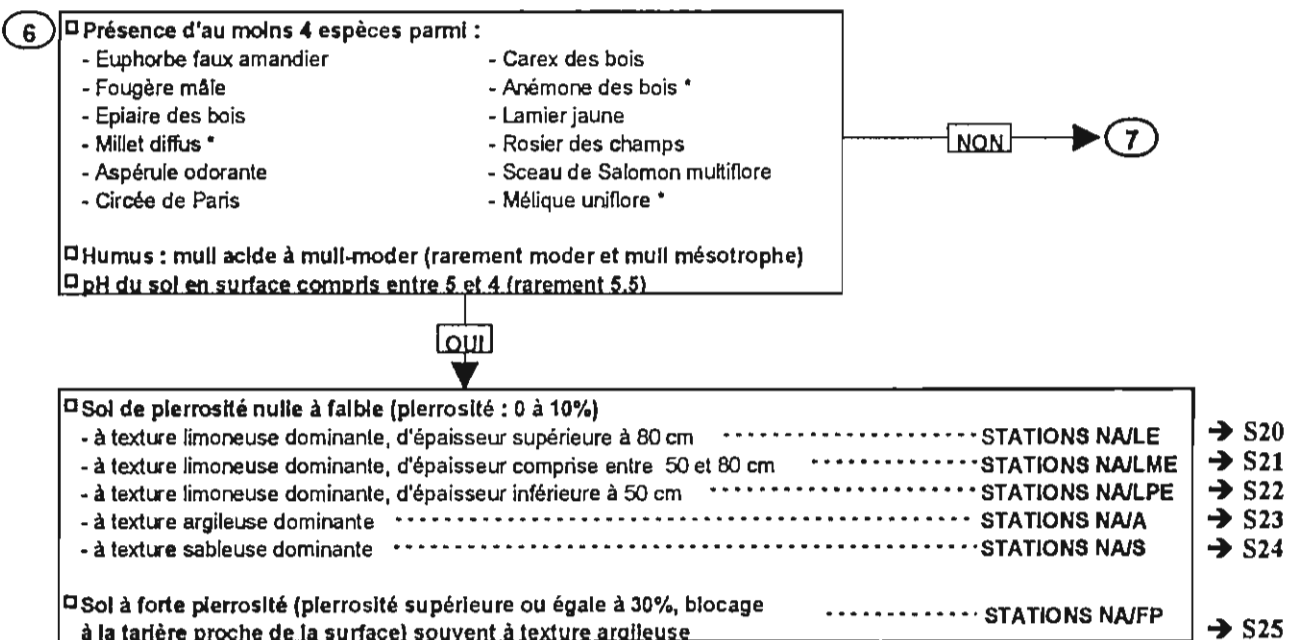 6
Présence d'au moins 4 espèces parmi :
- Euphorbe faux amandier
- Fougère mâle
- Epiaire des bois
- Millet diffus *
- Aspérule odorante
- Circée de Paris
- Carex des bois
- Anémone des bois *
- Lamier jaune
- Rosier des champs
- Sceau de Salomon multiflore
- Mélique uniflore *
Humus : mull acide à mull-moder (rarement moder et mull mésotrophe)
pH du sol en surface compris entre 5 et 4 (rarement 5.5)
NON
7
OUI
Sol de pierrosité nulle à faible (pierrosité : 0 à 10%)
- à texture limoneuse dominante, d'épaisseur supérieure à 80 cm ........................ STATIONS NA/LE → S20
- à texture limoneuse dominante, d'épaisseur comprise entre 50 et 80 cm ............... STATIONS NA/LME → S21
- à texture limoneuse dominante, d'épaisseur inférieure à 50 cm ........................ STATIONS NA/LPE → S22
- à texture argileuse dominante ........................ STATIONS NA/A → S23
- à texture sableuse dominante ........................ STATIONS NA/S → S24
Sol à forte pierrosité (pierrosité supérieure ou égale à 30%, blocage
à la tarière proche de la surface) souvent à texture argileuse .......... STATIONS NA/FP → S25